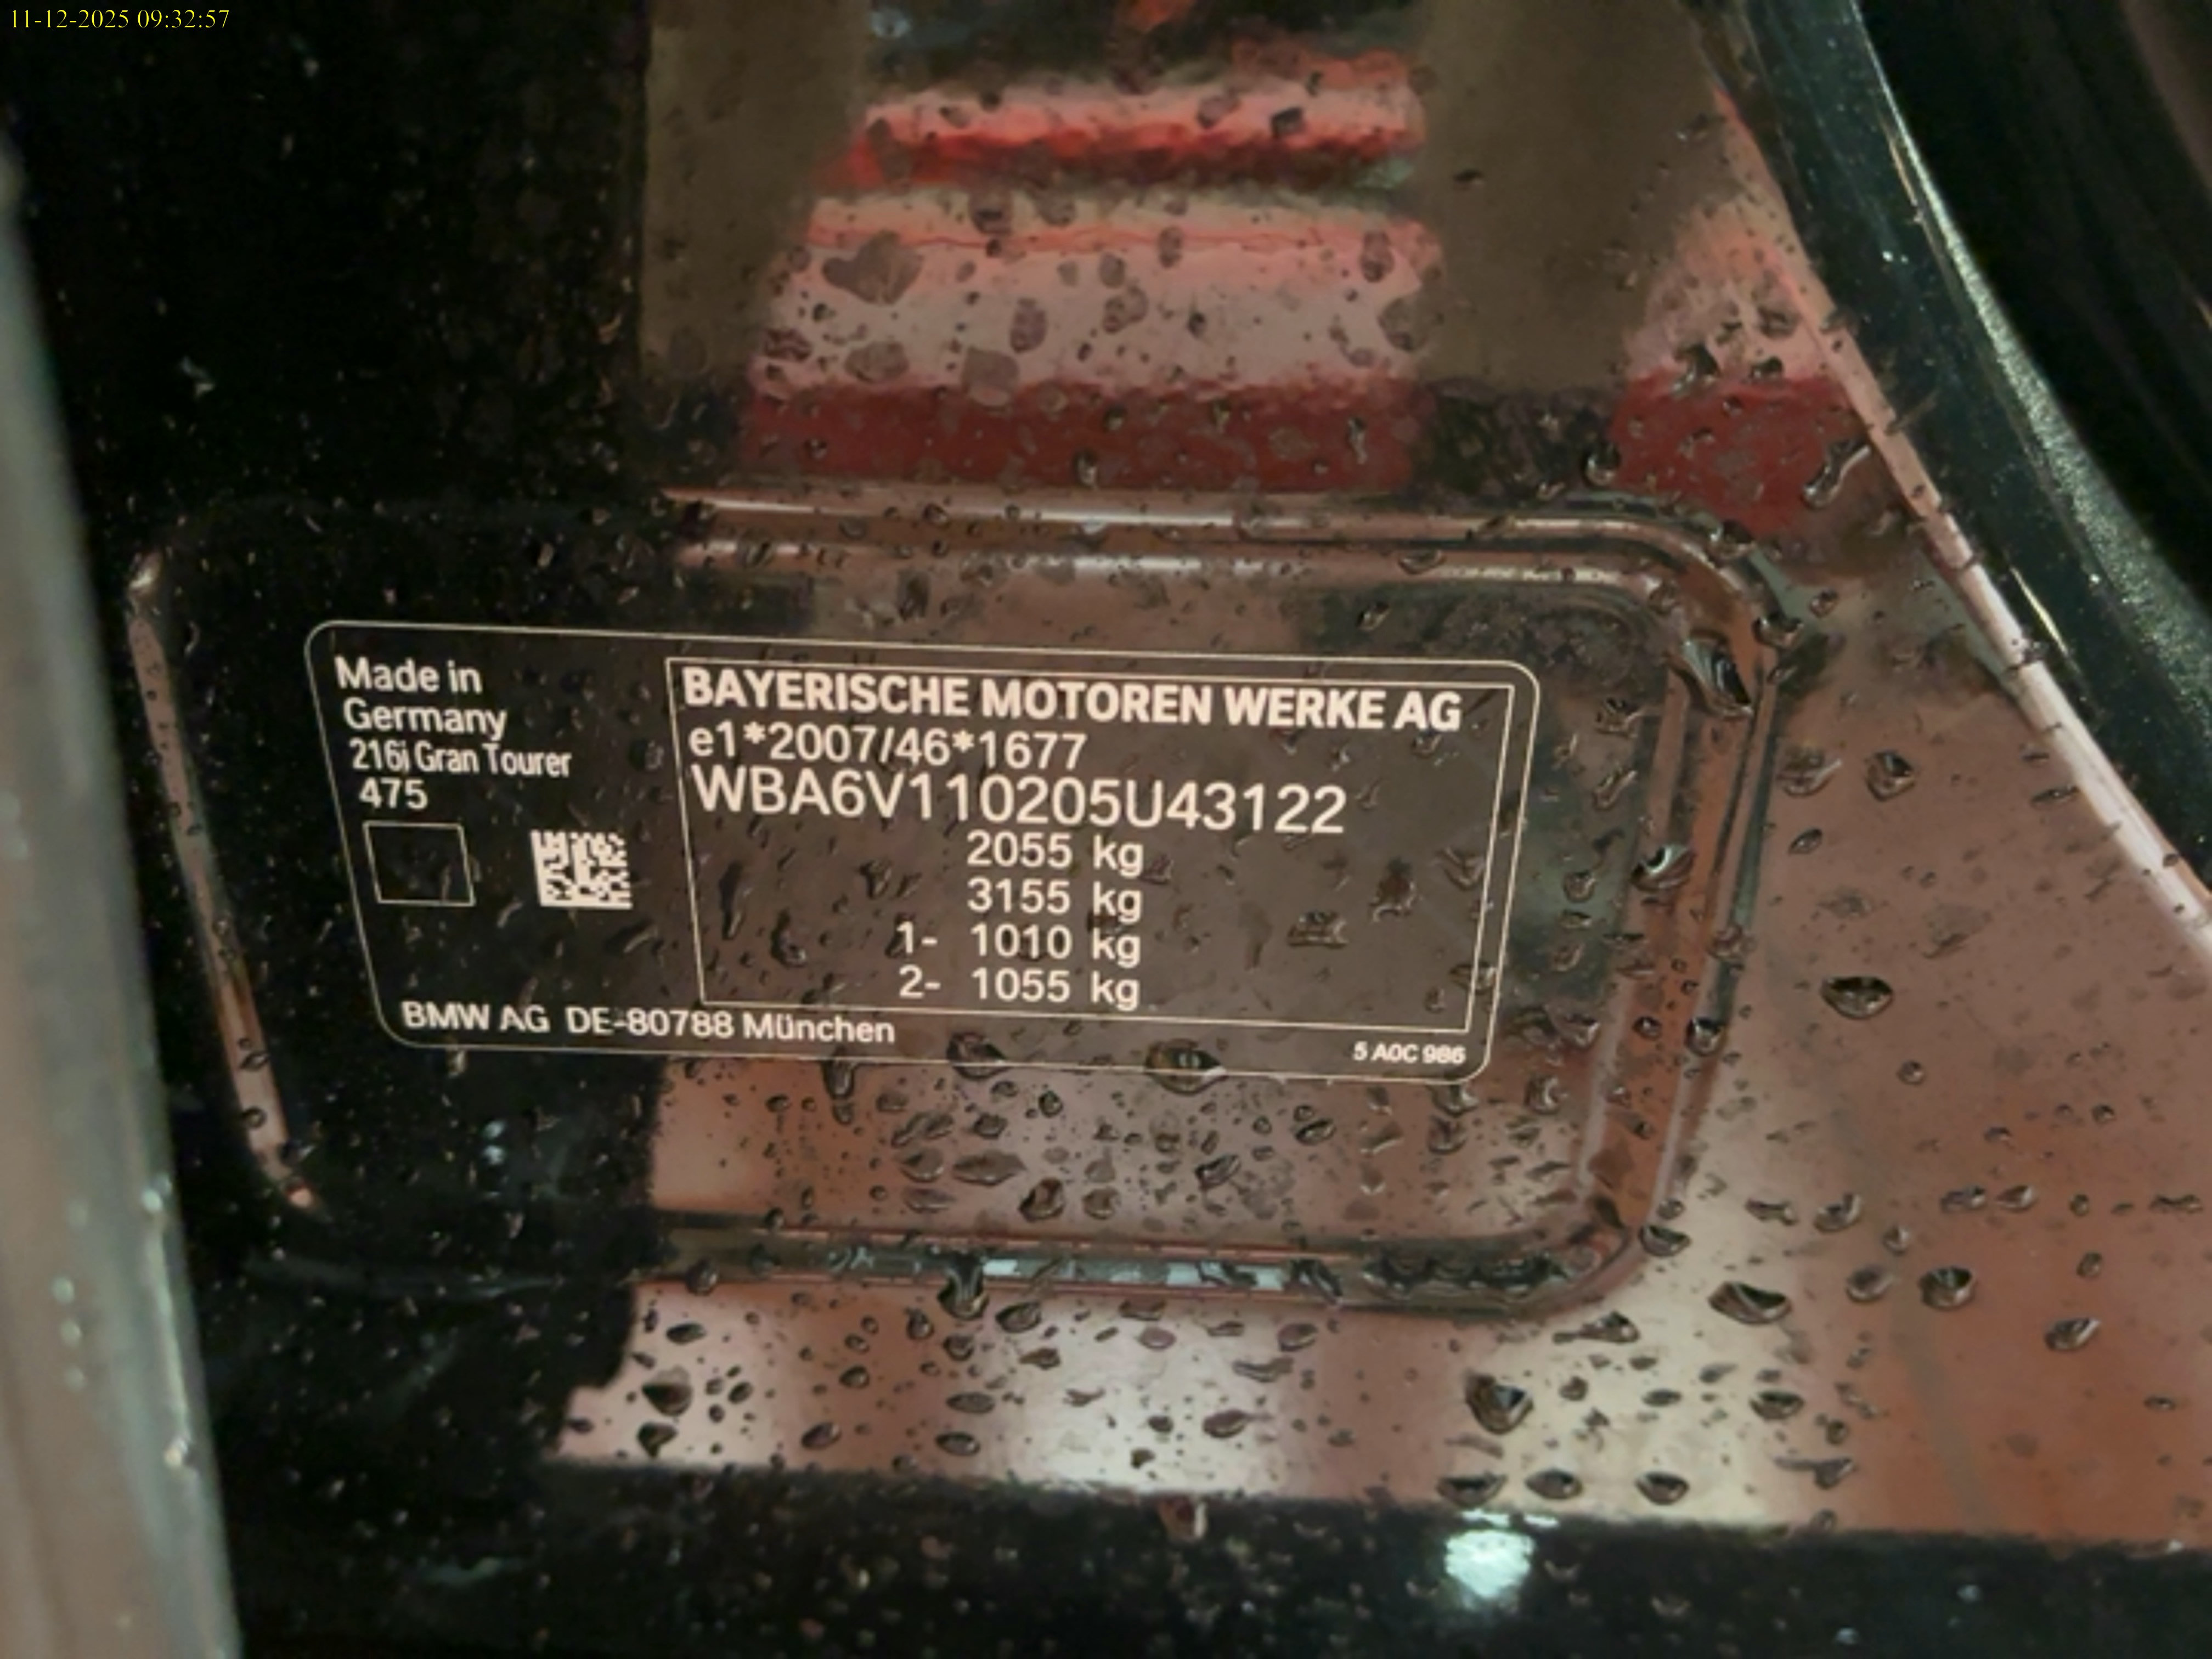 11-12-2025 09:32:57
Made in
Germany
216i Gran Tourer
475
BAYERISCHE MOTOREN WERKE AG
e1*2007/46*1677
WBA6V110205U43122
2055 kg
3155 kg
1- 1010 kg
2- 1055 kg
BMW AG DE-80788 München
5 A0C 986